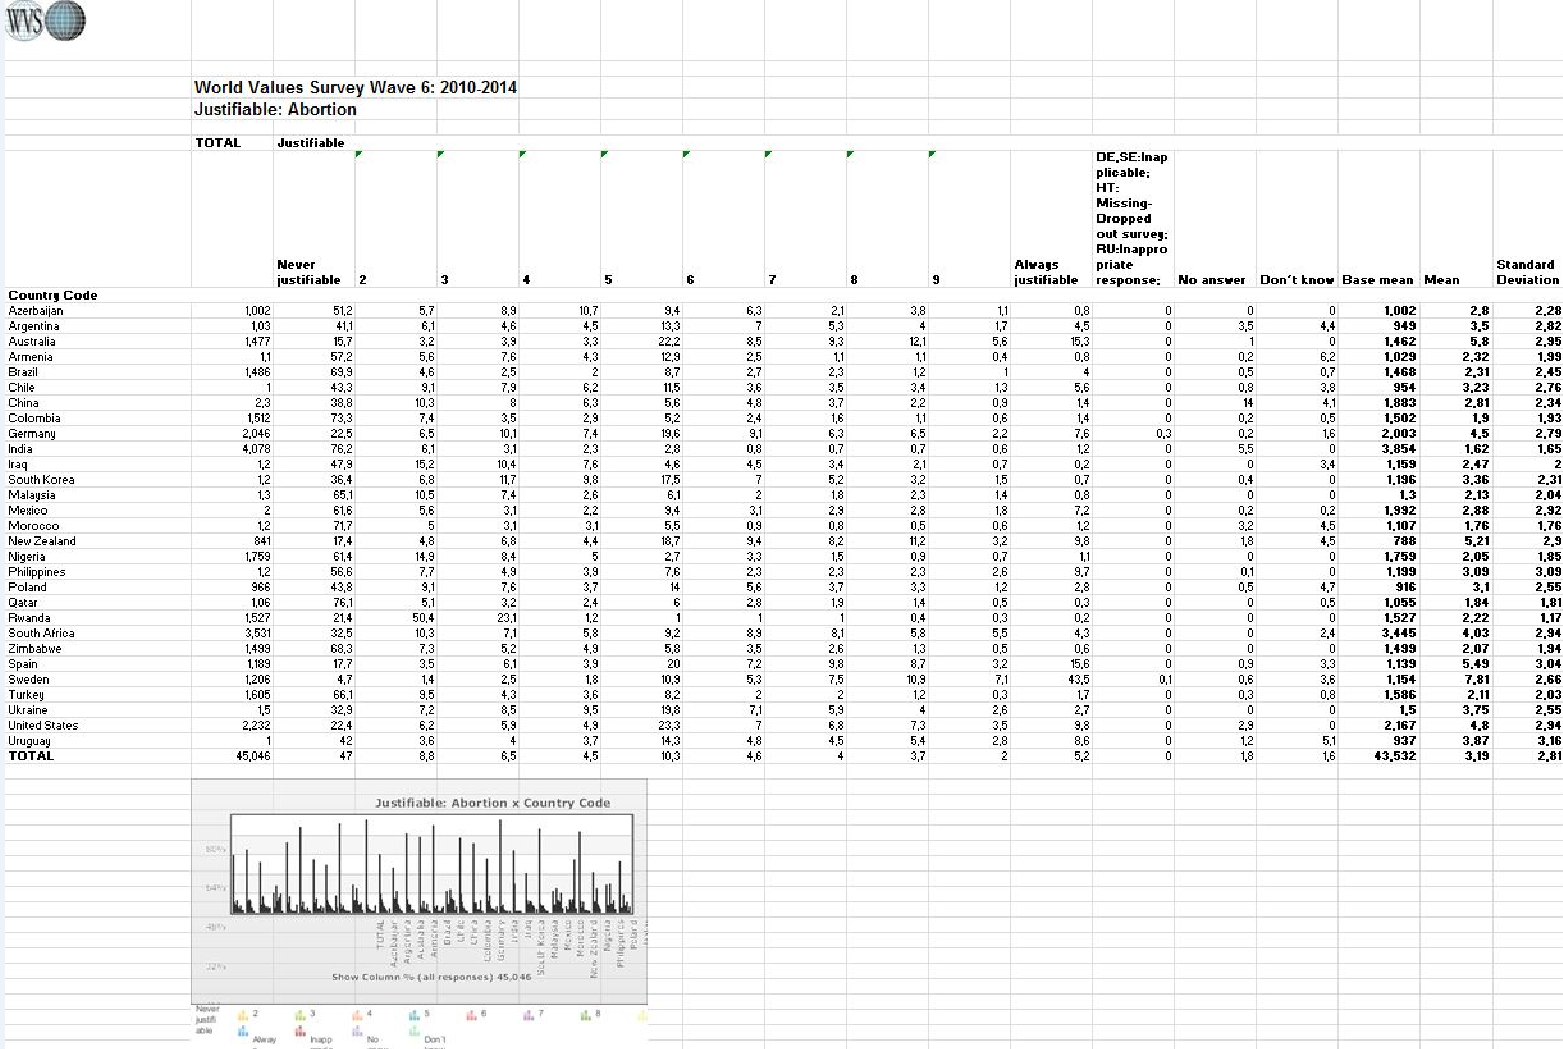 WVS
World Values Survey Wave 6: 2010-2014
Justifiable: Abortion
TOTAL Justifiable
Never justifiable 2 3 4 5 6 7 8 9 Always justifiable DE,SE:Inapplicable; HT: Missing-Dropped out survey; RU:Inappropriate response; No answer Don't know Base mean Mean Standard Deviation
Country Code
Azerbaijan 1,002 51,2 5,7 8,9 10,7 9,4 6,3 2,1 3,8 1,1 0,8 0 0 0 1,002 2,8 2,28
Argentina 1,03 41,1 6,1 4,6 4,5 13,3 7 5,3 4 1,7 4,5 0 3,5 4,4 949 3,5 2,82
Australia 1,477 15,7 3,2 3,9 3,3 22,2 8,5 9,3 12,1 5,6 15,3 0 1 0 1,462 5,8 2,95
Armenia 1,1 57,2 5,6 7,6 4,3 12,9 2,5 1,1 1,1 0,4 0,8 0 0,2 6,2 1,029 2,32 1,99
Brazil 1,486 69,9 4,6 2,5 2 8,7 2,7 2,3 1,2 1 4 0 0,5 0,7 1,468 2,31 2,45
Chile 1 43,3 9,1 7,9 6,2 11,5 3,6 3,5 3,4 1,3 5,6 0 0,8 3,8 954 3,23 2,76
China 2,3 38,8 10,3 8 6,3 5,6 4,8 3,7 2,2 0,9 1,4 0 14 4,1 1,883 2,81 2,34
Colombia 1,512 73,3 7,4 3,5 2,9 5,2 2,4 1,6 1,1 0,6 1,4 0 0,2 0,5 1,502 1,9 1,93
Germany 2,046 22,5 6,5 10,1 7,4 19,6 9,1 6,3 6,5 2,2 7,6 0,3 0,2 1,6 2,003 4,5 2,79
India 4,078 76,2 6,1 3,1 2,3 2,8 0,8 0,7 0,7 0,6 1,2 0 5,5 0 3,854 1,62 1,65
Iraq 1,2 47,9 15,2 10,4 7,6 4,6 4,5 3,4 2,1 0,7 0,2 0 0 3,4 1,159 2,47 2
South Korea 1,2 36,4 6,8 11,7 9,8 17,5 7 5,2 3,2 1,5 0,7 0 0,4 0 1,196 3,36 2,31
Malaysia 1,3 65,1 10,5 7,4 2,6 6,1 2 1,8 2,3 1,4 0,8 0 0 0 1,3 2,13 2,04
Mexico 2 61,6 5,6 3,1 2,2 9,4 3,1 2,9 2,8 1,8 7,2 0 0,2 0,2 1,992 2,88 2,92
Morocco 1,2 71,7 5 3,1 3,1 5,5 0,9 0,8 0,5 0,6 1,2 0 3,2 4,5 1,107 1,76 1,76
New Zealand 841 17,4 4,8 6,8 4,4 18,7 9,4 8,2 11,2 3,2 9,8 0 1,8 4,5 788 5,21 2,9
Nigeria 1,759 61,4 14,9 8,4 5 2,7 3,3 1,5 0,9 0,7 1,1 0 0 0 1,759 2,05 1,85
Philippines 1,2 56,6 7,7 4,9 3,9 7,6 2,3 2,3 2,3 2,6 9,7 0 0,1 0 1,199 3,09 3,09
Poland 966 43,8 9,1 7,6 3,7 14 5,6 3,7 3,3 1,2 2,8 0 0,5 4,7 916 3,1 2,55
Qatar 1,06 76,1 5,1 3,2 2,4 6 2,8 1,9 1,4 0,5 0,3 0 0 0,5 1,055 1,84 1,81
Rwanda 1,527 21,4 50,4 23,1 1,2 1 1 1 0,4 0,3 0,2 0 0 0 1,527 2,22 1,17
South Africa 3,531 32,5 10,3 7,1 5,8 9,2 8,9 8,1 5,8 5,5 4,3 0 0 2,4 3,445 4,03 2,94
Zimbabwe 1,499 68,3 7,3 5,2 4,9 5,8 3,5 2,6 1,3 0,5 0,6 0 0 0 1,499 2,07 1,94
Spain 1,189 17,7 3,5 6,1 3,9 20 7,2 9,8 8,7 3,2 15,6 0 0,9 3,3 1,139 5,49 3,04
Sweden 1,206 4,7 1,4 2,5 1,8 10,9 5,3 7,5 10,9 7,1 43,5 0,1 0,6 3,6 1,154 7,81 2,66
Turkey 1,605 66,1 9,5 4,3 3,6 8,2 2 2 1,2 0,3 1,7 0 0,3 0,8 1,586 2,11 2,03
Ukraine 1,5 32,9 7,2 8,5 9,5 19,8 7,1 5,9 4 2,6 2,7 0 0 0 1,5 3,75 2,55
United States 2,232 22,4 6,2 5,9 4,9 23,3 7 6,8 7,3 3,5 9,8 0 2,9 0 2,167 4,8 2,94
Uruguay 1 42 3,6 4 3,7 14,3 4,8 4,5 5,4 2,8 8,6 0 1,2 5,1 937 3,87 3,16
TOTAL 45,046 47 8,8 6,5 4,5 10,3 4,6 4 3,7 2 5,2 0 1,8 1,6 43,532 3,19 2,81
Justifiable: Abortion x Country Code
TOTAL Azerbaijan Argentina Australia Armenia Brazil Chile China Colombia Germany India Iraq South Korea Malaysia Mexico Morocco New Zealand Nigeria Philippines Poland
Show Column % (all responses) 45,046
Never justifiable 2 3 4 5 6 7 8
Alway Inapp No Don't